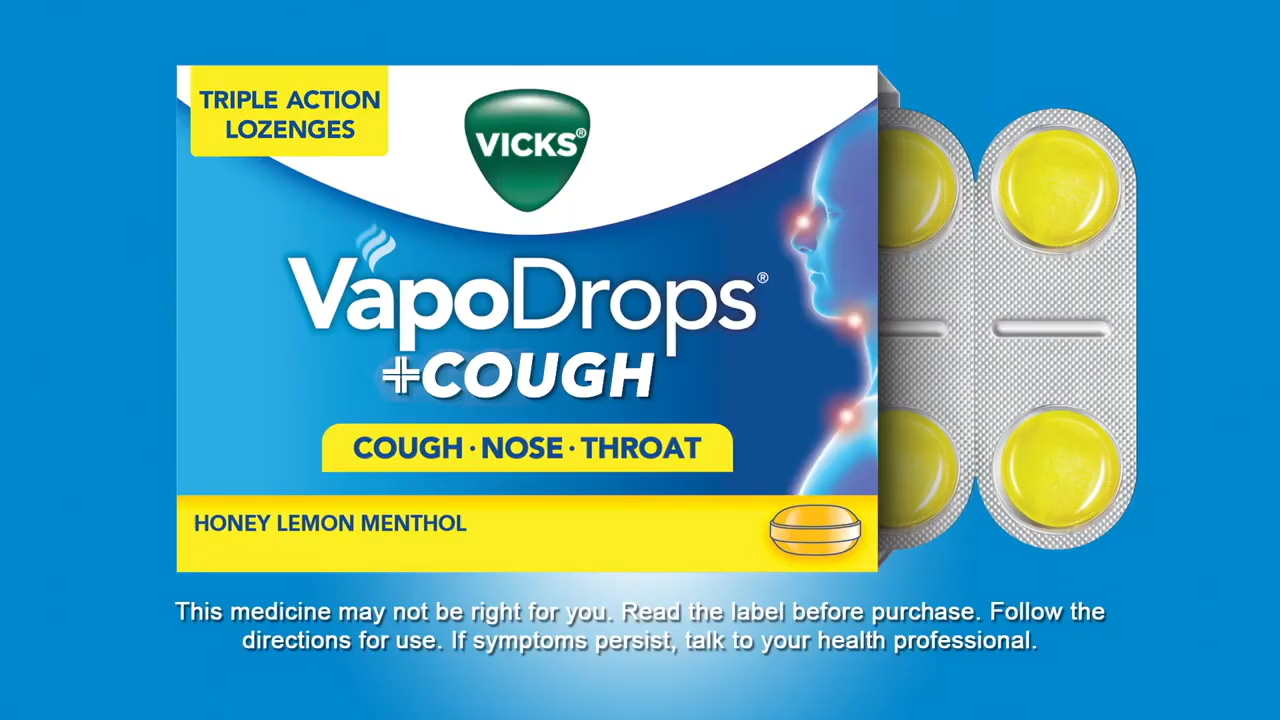 TRIPLE ACTION
LOZENGES
VICKS®
VapoDrops®
+COUGH
COUGH · NOSE · THROAT
HONEY LEMON MENTHOL
This medicine may not be right for you. Read the label before purchase. Follow the
directions for use. If symptoms persist, talk to your health professional.